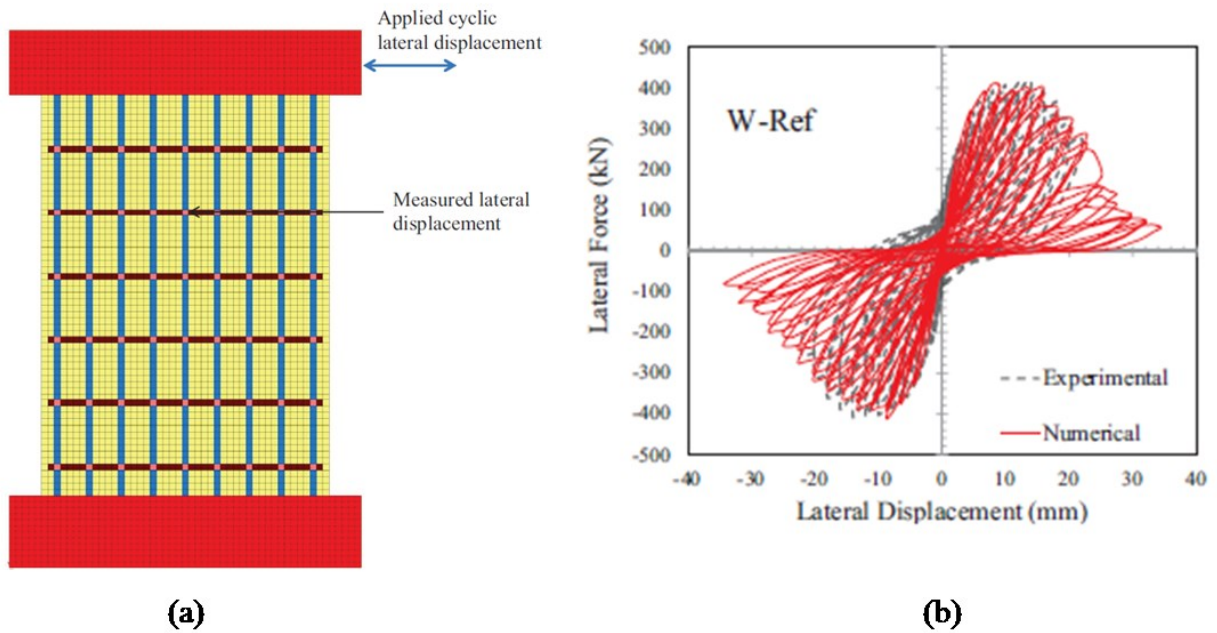 Applied cyclic
lateral displacement
Measured lateral
displacement
(a)
500
400
300
200
100
0
-100
-200
-300
-400
-500
Lateral Force (kN)
W-Ref
Experimental
Numerical
-40 -30 -20 -10 0 10 20 30 40
Lateral Displacement (mm)
(b)